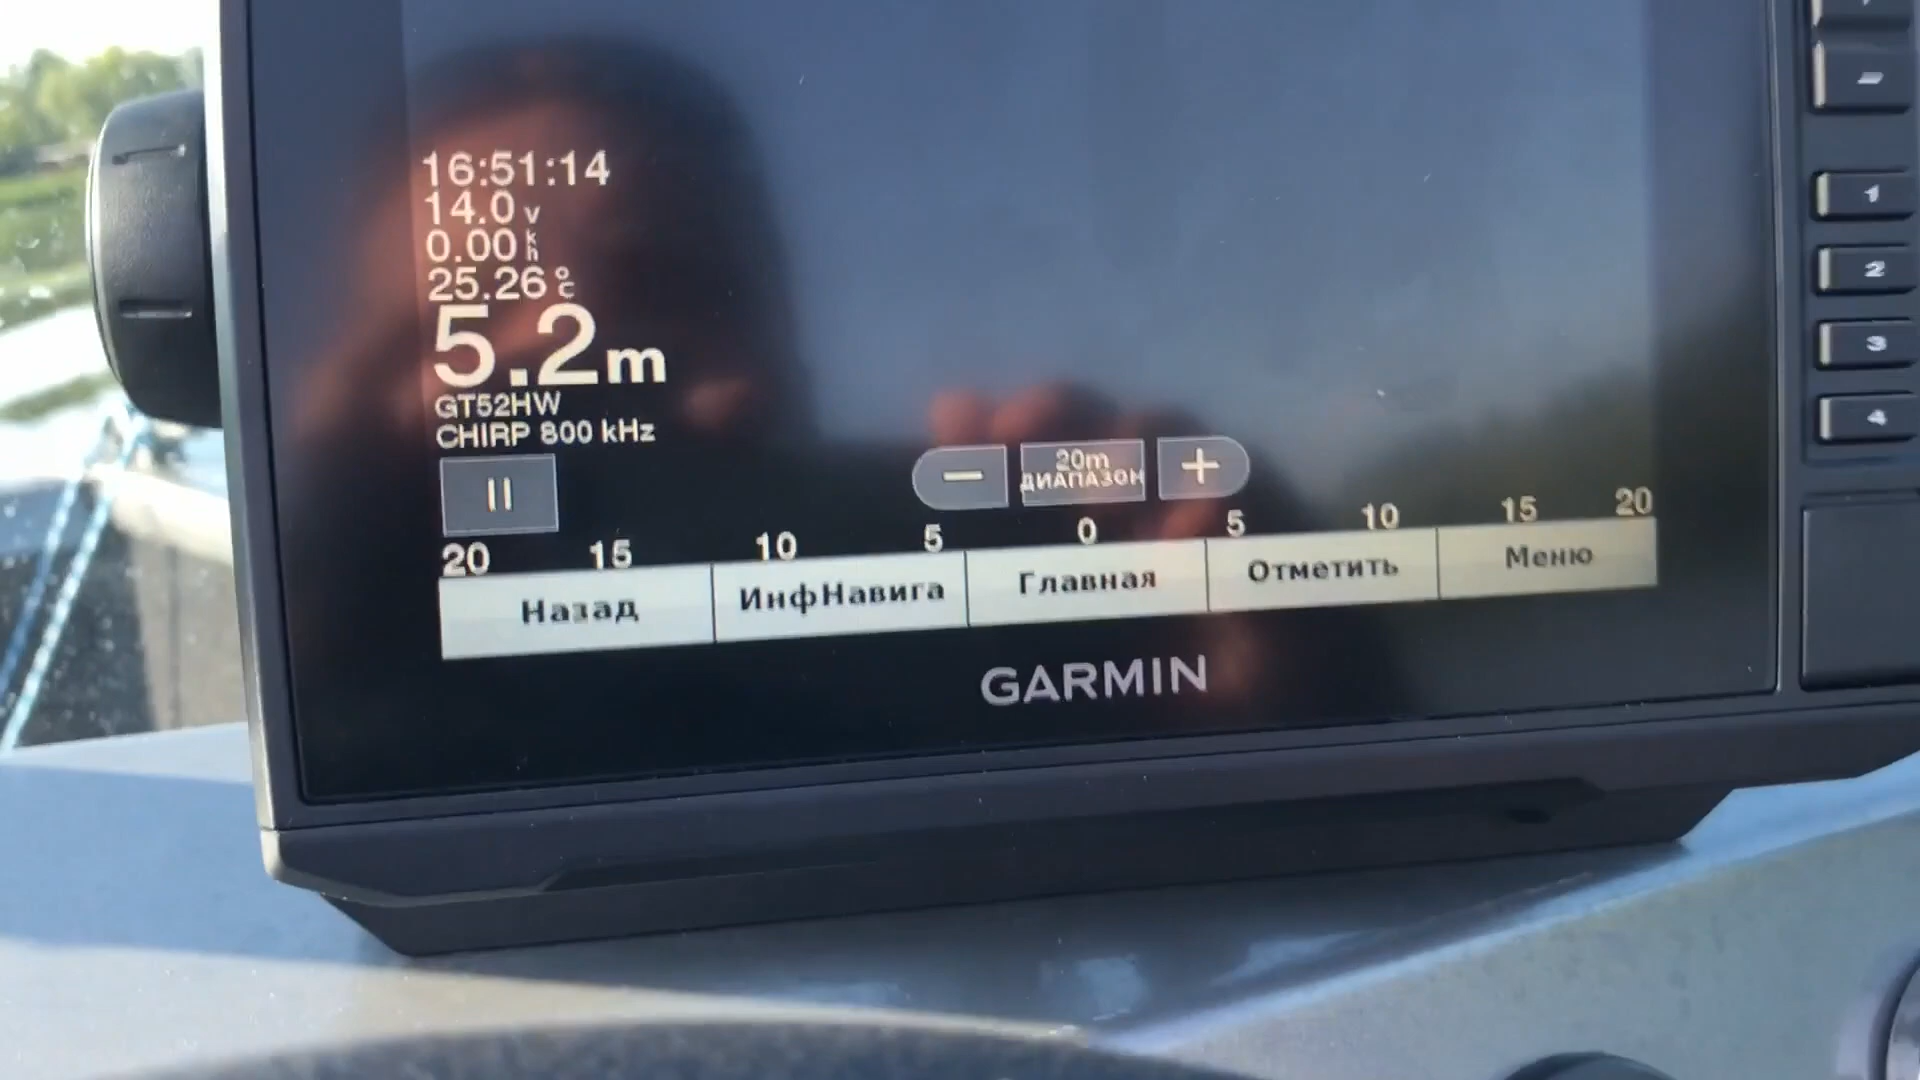 16:51:14
14.0 v
0.00 kh
25.26 °C
5.2m
GT52HW
CHIRP 800 kHz
20m
ДИАПАЗОН
20 15 10 5 0 5 10 15 20
Назад ИнфНавига Главная Отметить Меню
GARMIN
1
2
3
4